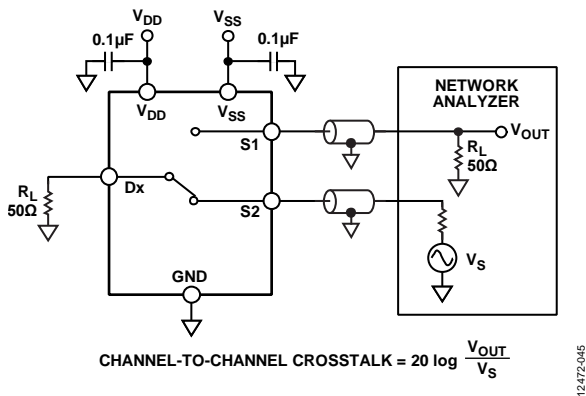 VDD
VSS
0.1µF
0.1µF
VDD
VSS
NETWORK
ANALYZER
S1
VOUT
RL
50Ω
Dx
RL
50Ω
S2
VS
GND
CHANNEL-TO-CHANNEL CROSSTALK = 20 log VOUT
VS
12472-045